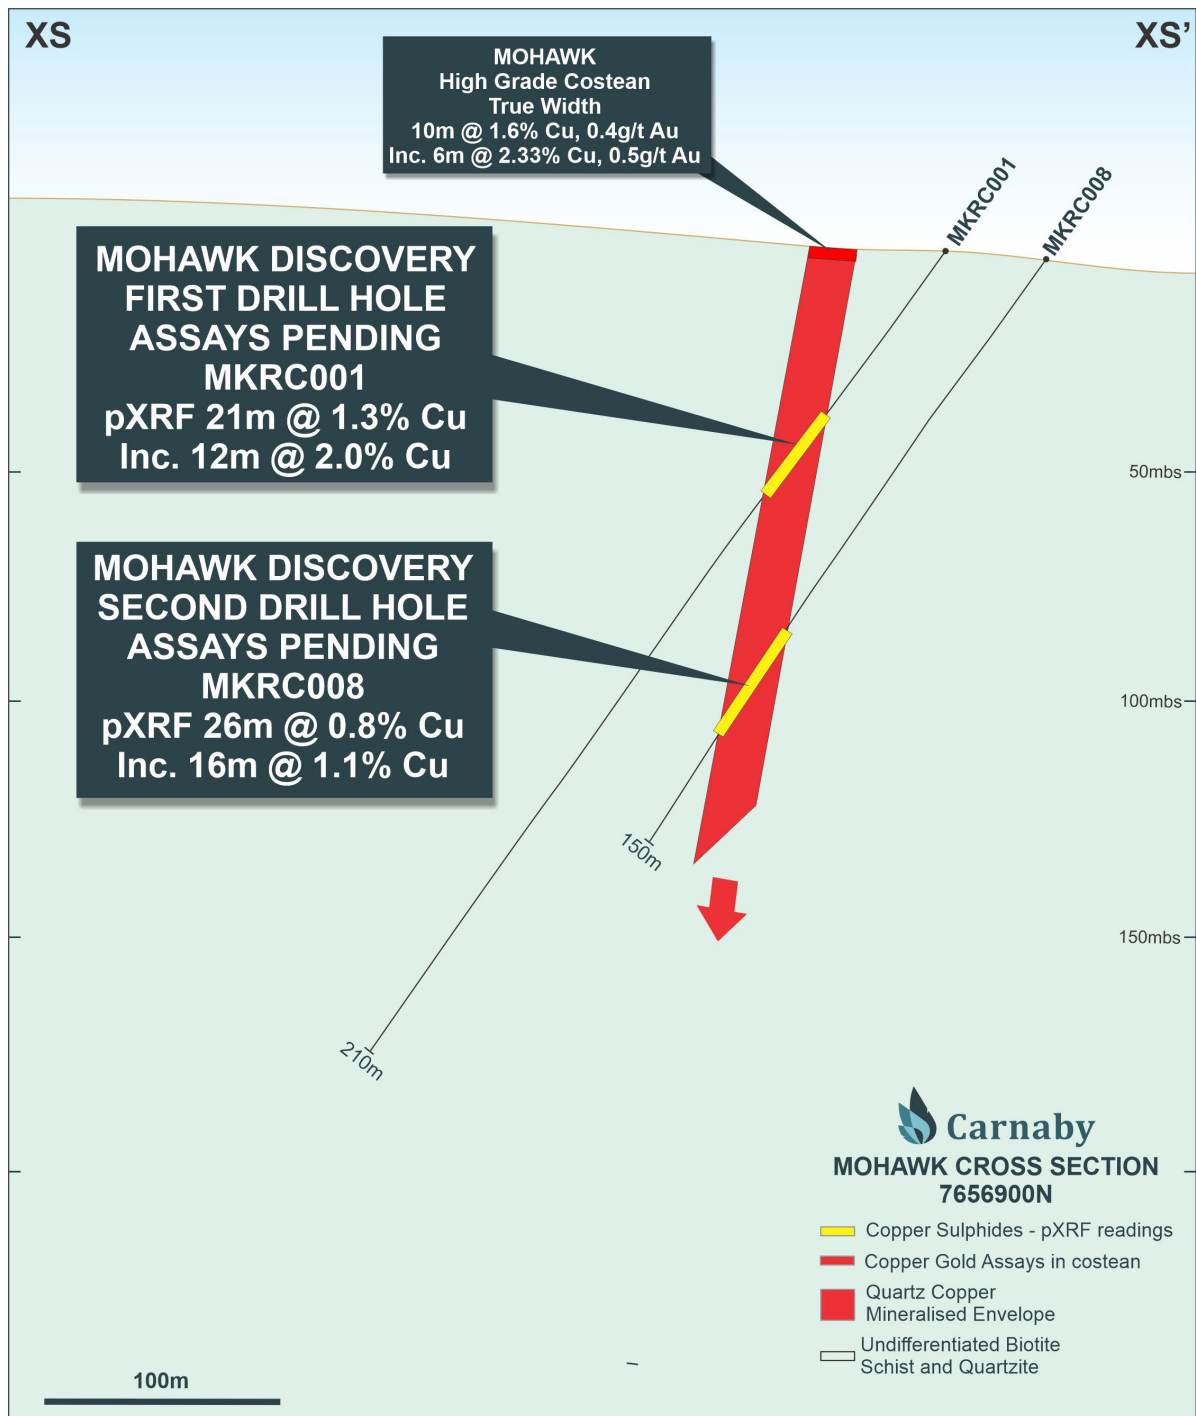 XS
XS’
MOHAWK
High Grade Costean
True Width
10m @ 1.6% Cu, 0.4g/t Au
Inc. 6m @ 2.33% Cu, 0.5g/t Au
MKRC001
MKRC008
MOHAWK DISCOVERY
FIRST DRILL HOLE
ASSAYS PENDING
MKRC001
pXRF 21m @ 1.3% Cu
Inc. 12m @ 2.0% Cu
50mbs
MOHAWK DISCOVERY
SECOND DRILL HOLE
ASSAYS PENDING
MKRC008
pXRF 26m @ 0.8% Cu
Inc. 16m @ 1.1% Cu
100mbs
150m
150mbs
210m
Carnaby
MOHAWK CROSS SECTION
7656900N
Copper Sulphides - pXRF readings
Copper Gold Assays in costean
Quartz Copper
Mineralised Envelope
Undifferentiated Biotite
Schist and Quartzite
100m